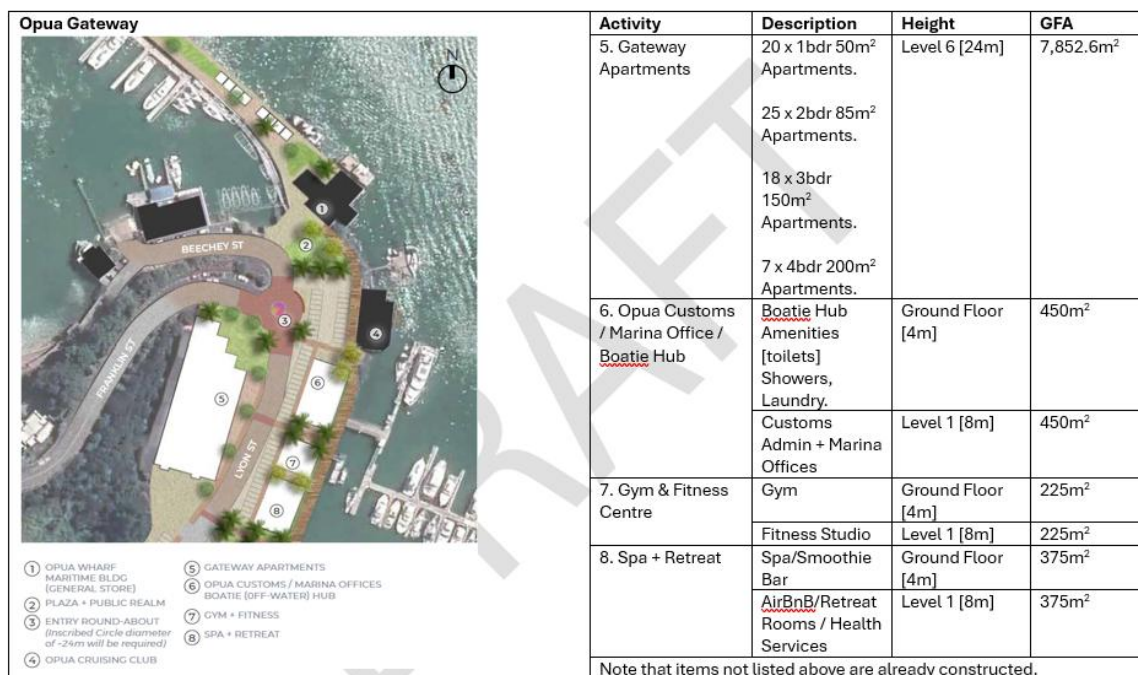 Opua Gateway
N
BEECHEY ST
FRANKLIN ST
LYON ST
1
2
3
4
5
6
7
8
1 OPUA WHARF
MARITIME BLDG
(GENERAL STORE)
2 PLAZA + PUBLIC REALM
3 ENTRY ROUND-ABOUT
(Inscribed Circle diameter
of ~24m will be required)
4 OPUA CRUISING CLUB
5 GATEWAY APARTMENTS
6 OPUA CUSTOMS / MARINA OFFICES
BOATIE (OFF-WATER) HUB
7 GYM + FITNESS
8 SPA + RETREAT
Activity Description Height GFA
5. Gateway
Apartments
20 x 1bdr 50m²
Apartments.
25 x 2bdr 85m²
Apartments.
18 x 3bdr
150m²
Apartments.
7 x 4bdr 200m²
Apartments.
Level 6 [24m]
7,852.6m²
6. Opua Customs
/ Marina Office /
Boatie Hub
Boatie Hub
Amenities
[toilets]
Showers,
Laundry.
Ground Floor
[4m]
450m²
Customs
Admin + Marina
Offices
Level 1 [8m]
450m²
7. Gym & Fitness
Centre
Gym
Ground Floor
[4m]
225m²
Fitness Studio
Level 1 [8m]
225m²
8. Spa + Retreat
Spa/Smoothie
Bar
Ground Floor
[4m]
375m²
AirBnB/Retreat
Rooms / Health
Services
Level 1 [8m]
375m²
Note that items not listed above are already constructed.
RAFT